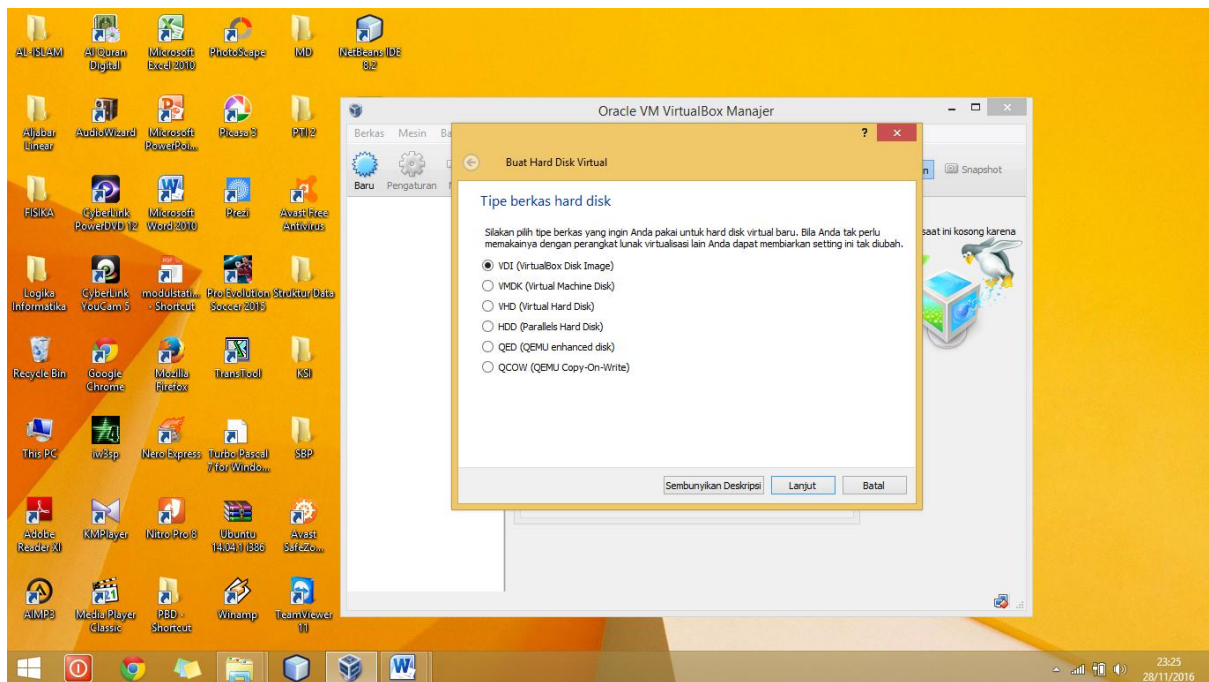 AL-ISLAM
Al Quran Digital
Microsoft Excel 2010
PhotoScape
MD
NetBeans IDE 8.2
Aljabar Linear
AudioWizard
Microsoft PowerPoi...
Picasa 3
PTI 2
FISIKA
CyberLink PowerDVD 12
Microsoft Word 2010
Prezi
Avast Free Antivirus
Logika Informatika
CyberLink YouCam 5
modulstati... - Shortcut
Pro Evolution Soccer 2015
Struktur Data
Recycle Bin
Google Chrome
Mozilla Firefox
TransTool
KSI
This PC
iw3sp
Nero Express
Turbo Pascal 7 for Windo...
SBP
Adobe Reader XI
KMPlayer
Nitro Pro 8
Ubuntu 14.04.1 i386
Avast SafeZo...
AIMP3
Media Player Classic
PBD - Shortcut
Winamp
TeamViewer 11
Oracle VM VirtualBox Manajer
Berkas Mesin Ba
Baru Pengaturan
Snapshot
saat ini kosong karena
Buat Hard Disk Virtual
Tipe berkas hard disk
Silakan pilih tipe berkas yang ingin Anda pakai untuk hard disk virtual baru. Bila Anda tak perlu
memakainya dengan perangkat lunak virtualisasi lain Anda dapat membiarkan setting ini tak diubah.
VDI (VirtualBox Disk Image)
VMDK (Virtual Machine Disk)
VHD (Virtual Hard Disk)
HDD (Parallels Hard Disk)
QED (QEMU enhanced disk)
QCOW (QEMU Copy-On-Write)
Sembunyikan Deskripsi Lanjut Batal
23:25
28/11/2016